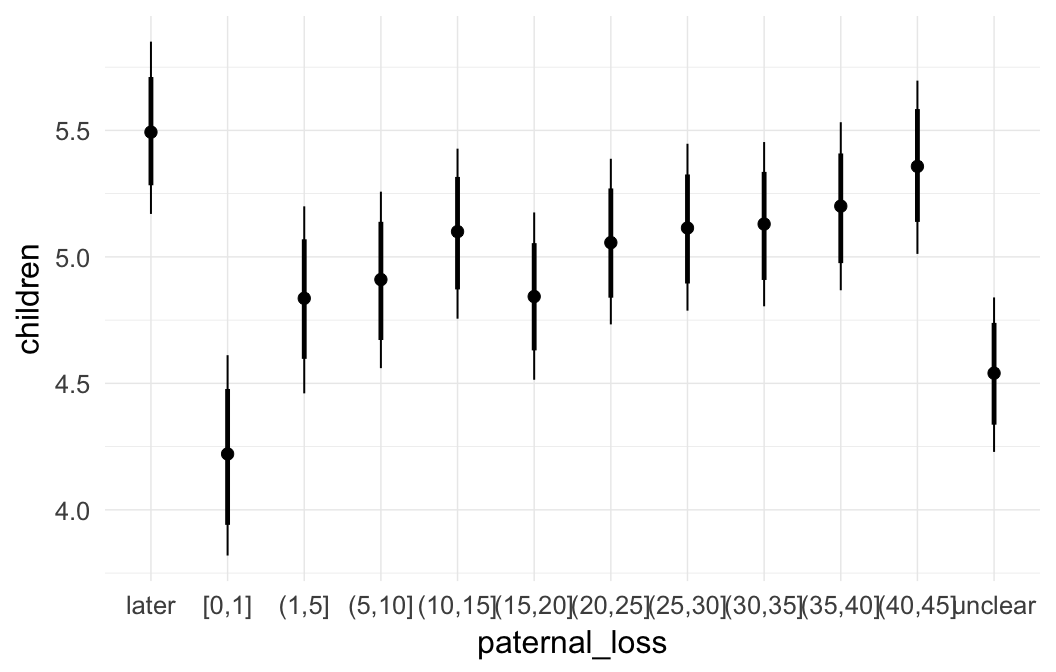 5.5
5.0
4.5
4.0
children
later [0,1] (1,5] (5,10] (10,15] (15,20] (20,25] (25,30] (30,35] (35,40] (40,45] unclear
paternal_loss